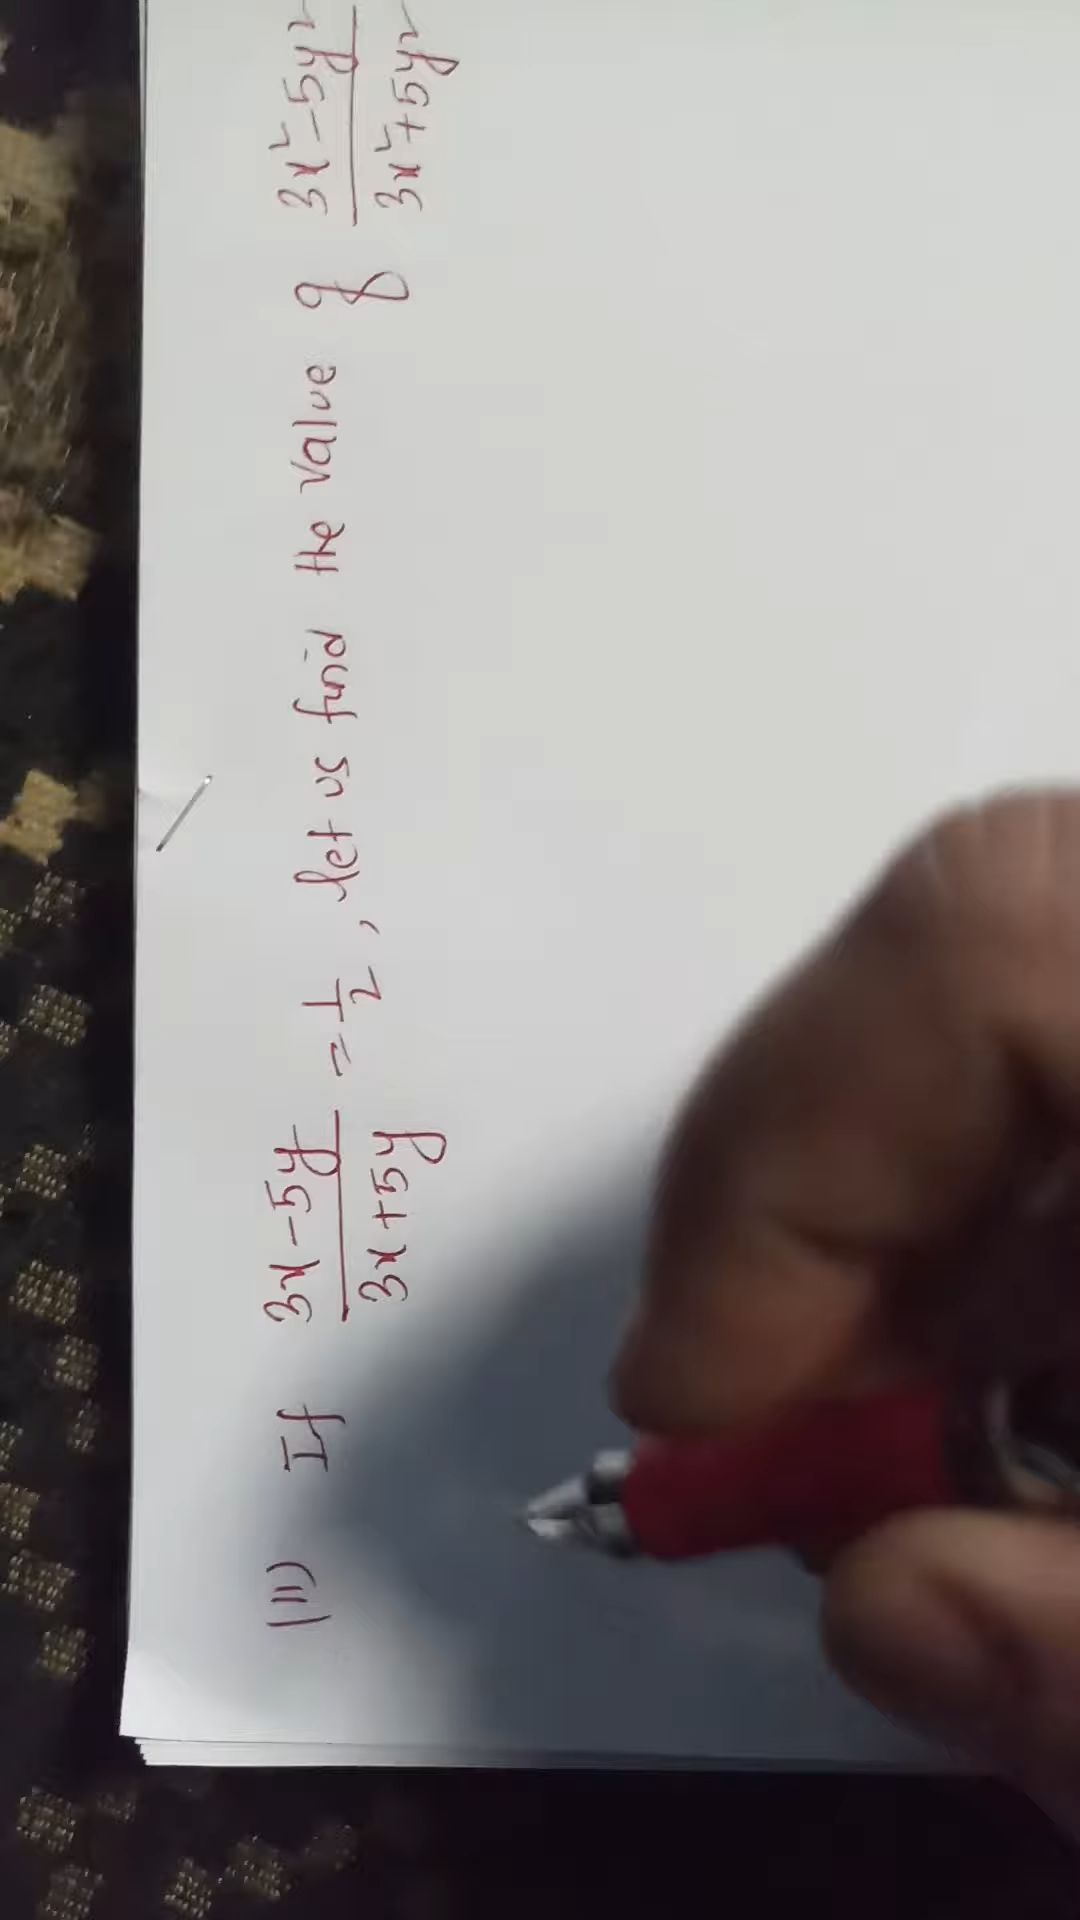 (ii) If (3x-5y)/(3x+5y) = 1/2, let us find the value of (3x²-5y²)/(3x²+5y²)